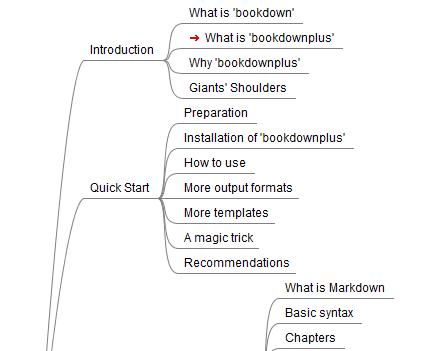 Introduction
What is 'bookdown'
➔ What is 'bookdownplus'
Why 'bookdownplus'
Giants' Shoulders
Quick Start
Preparation
Installation of 'bookdownplus'
How to use
More output formats
More templates
A magic trick
Recommendations
What is Markdown
Basic syntax
Chapters